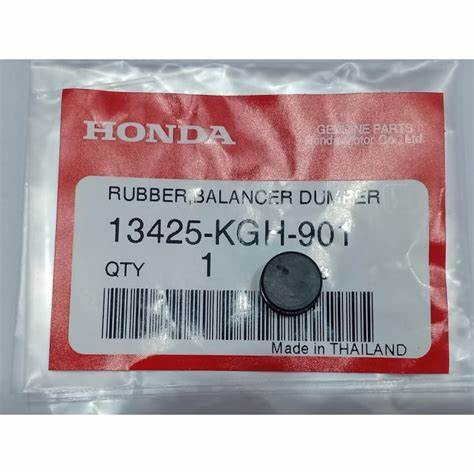 HONDA
GENUINE PARTS
Honda Motor Co., Ltd.
RUBBER,BALANCER DUMPER
13425-KGH-901
QTY 1
Made in THAILAND